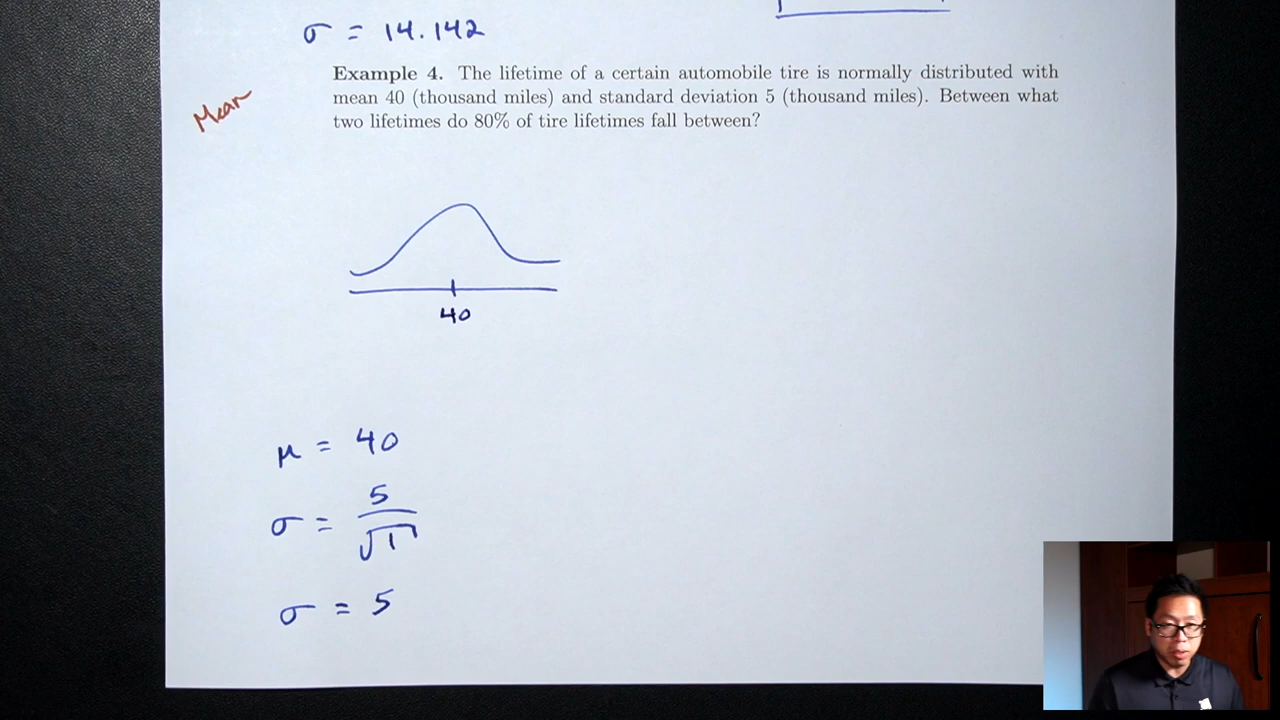 σ = 14.142
Example 4. The lifetime of a certain automobile tire is normally distributed with
Mean
mean 40 (thousand miles) and standard deviation 5 (thousand miles). Between what
two lifetimes do 80% of tire lifetimes fall between?
40
μ = 40
σ = 5/√1
σ = 5